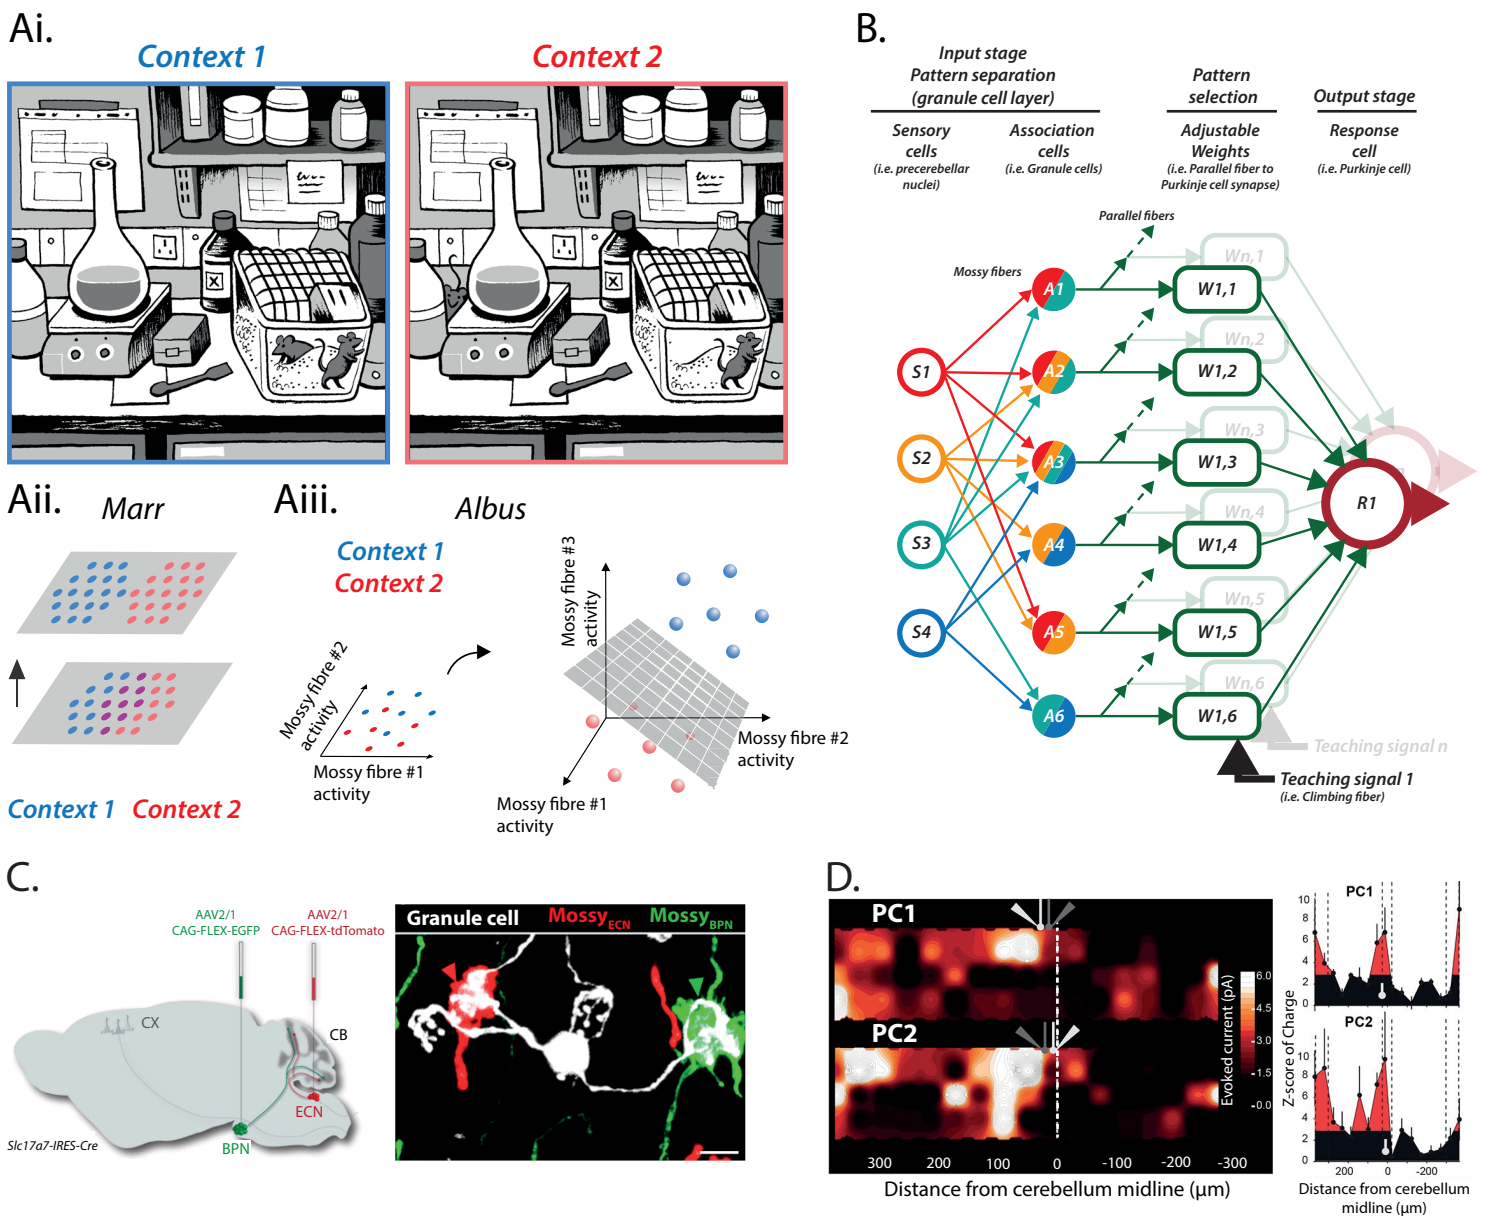 Ai.
Context 1
Context 2
Aii.
Marr
Context 1 Context 2
Aiii.
Albus
Context 1
Context 2
Mossy fibre #2
activity
Mossy fibre #1
activity
Mossy fibre #3
activity
Mossy fibre #2
activity
Mossy fibre #1
activity
B.
Input stage
Pattern separation
(granule cell layer)
Pattern
selection
Output stage
Sensory
cells
(i.e. precerebellar
nuclei)
Association
cells
(i.e. Granule cells)
Adjustable
Weights
(i.e. Parallel fiber to
Purkinje cell synapse)
Response
cell
(i.e. Purkinje cell)
Parallel fibers
Mossy fibers
S1
S2
S3
S4
A1
A2
A3
A4
A5
A6
Wn,1
W1,1
Wn,2
W1,2
Wn,3
W1,3
Wn,4
W1,4
Wn,5
W1,5
Wn,6
W1,6
R1
Teaching signal n
Teaching signal 1
(i.e. Climbing fiber)
C.
AAV2/1
CAG-FLEX-EGFP
AAV2/1
CAG-FLEX-tdTomato
CX
CB
ECN
BPN
Slc17a7-IRES-Cre
Granule cell MossyECN MossyBPN
D.
PC1
PC2
Evoked current (pA)
6.0
4.5
3.0
1.5
0.0
300 200 100 0 -100 -200 -300
Distance from cerebellum midline (μm)
Z-score of Charge
PC1
10
8
6
4
2
0
PC2
10
8
6
4
2
0
200 0 -200
Distance from cerebellum
midline (μm)